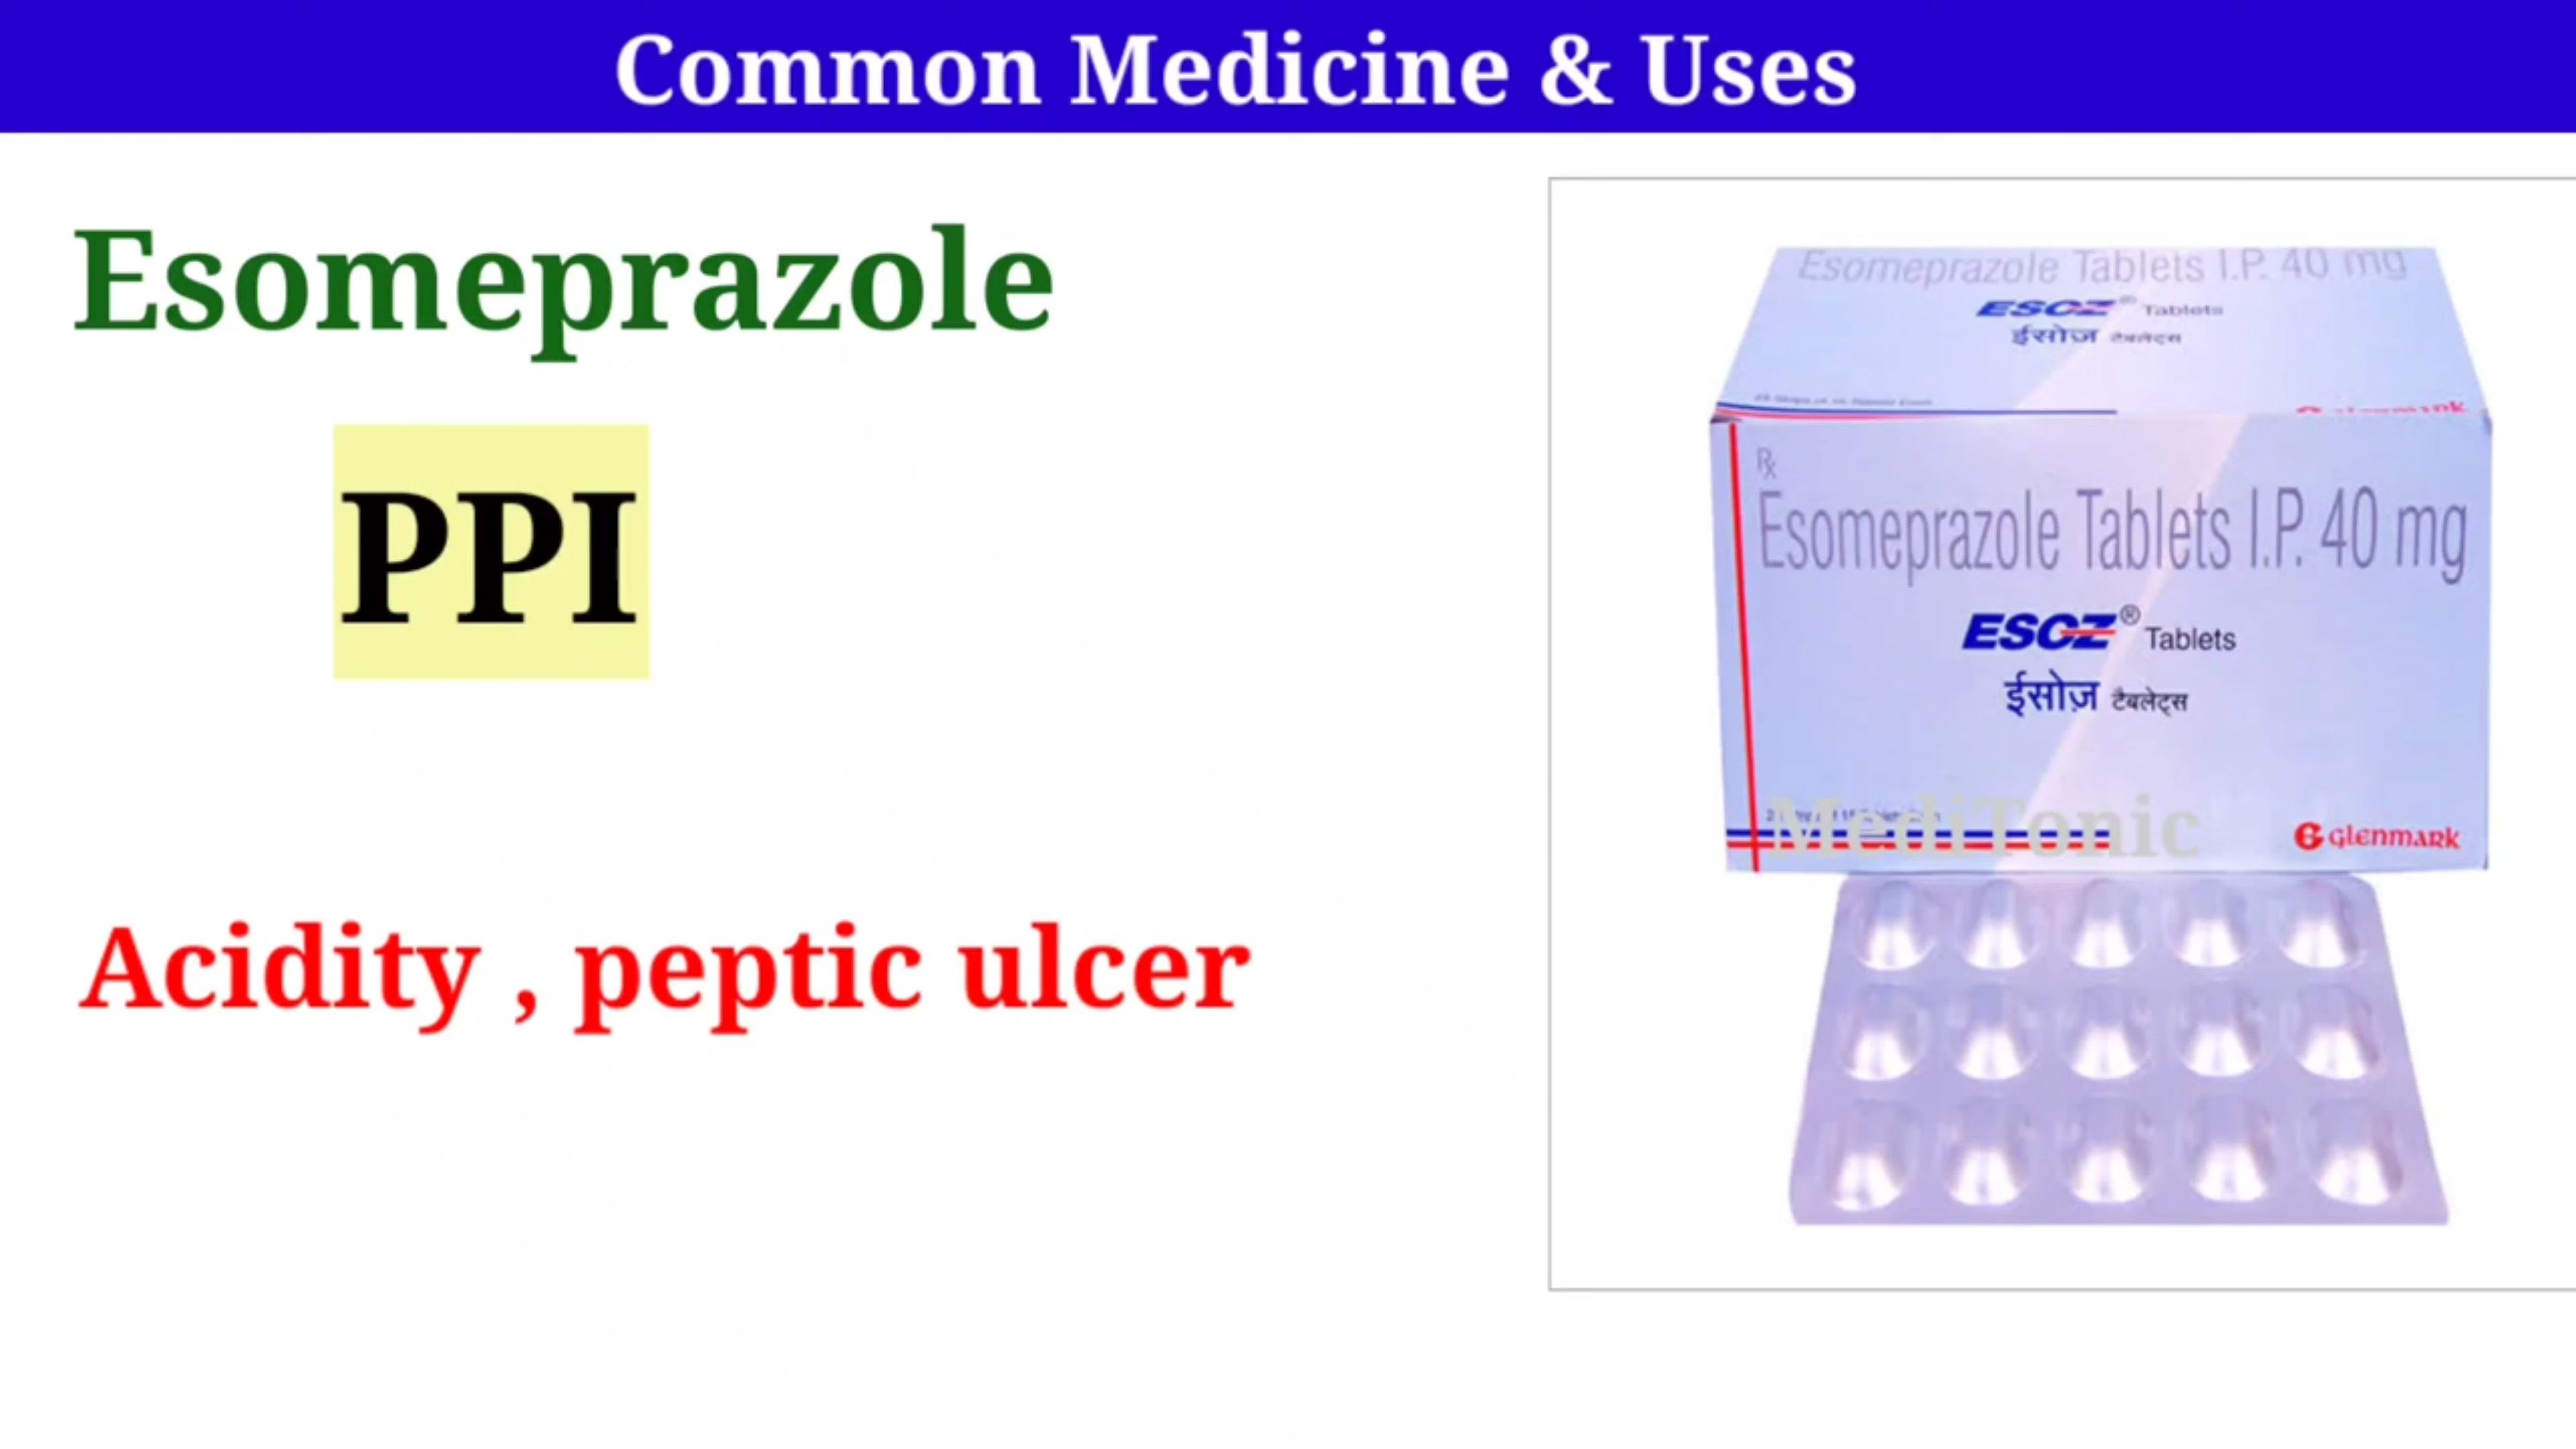 Common Medicine & Uses
Esomeprazole
PPI
Acidity , peptic ulcer
Esomeprazole Tablets I.P. 40 mg
ESOZ® Tablets
ईसोज़ टैबलेट्स
glenmark
Rx
Esomeprazole Tablets I.P. 40 mg
ESOZ® Tablets
ईसोज़ टैबलेट्स
MediTonic
glenmark